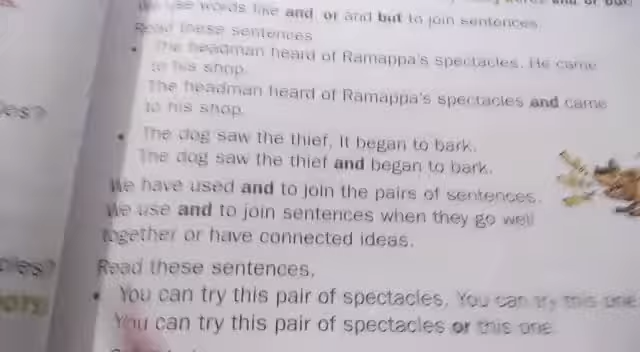 We use words like and, or and but to join sentences.
Read these sentences
• The headman heard of Ramappa's spectacles. He came
to his shop.
The headman heard of Ramappa's spectacles and came
to his shop.
• The dog saw the thief. It began to bark.
The dog saw the thief and began to bark.
We have used and to join the pairs of sentences.
We use and to join sentences when they go well
together or have connected ideas.
Read these sentences.
• You can try this pair of spectacles. You can try this one.
You can try this pair of spectacles or this one.